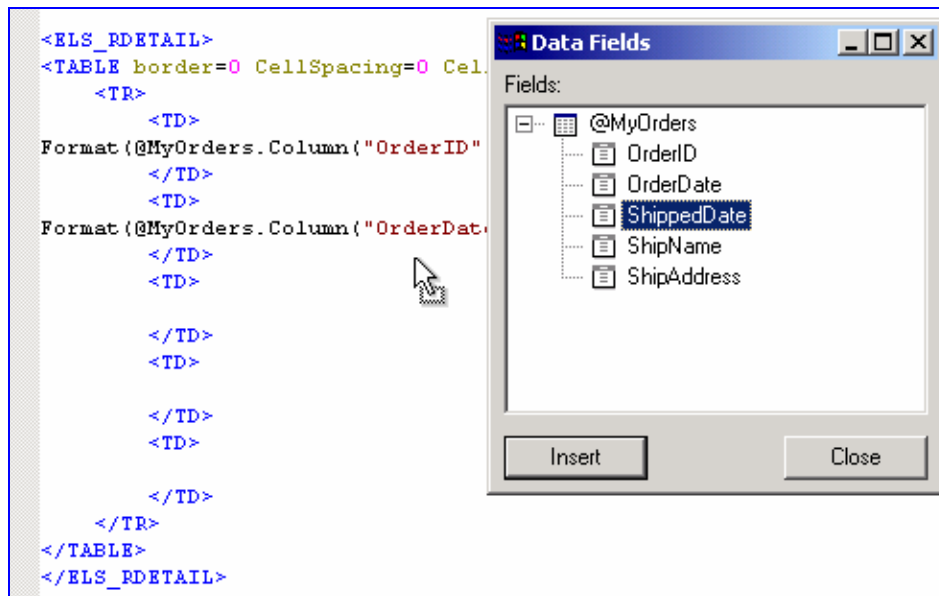 <ELS_RDETAIL>
<TABLE border=0 CellSpacing=0 Cel
<TR>
<TD>
Format(@MyOrders.Column("OrderID"
</TD>
<TD>
Format(@MyOrders.Column("OrderDat
</TD>
<TD>
</TD>
<TD>
</TD>
<TD>
</TD>
</TR>
</TABLE>
</ELS_RDETAIL>
Data Fields
Fields:
@MyOrders
OrderID
OrderDate
ShippedDate
ShipName
ShipAddress
Insert Close